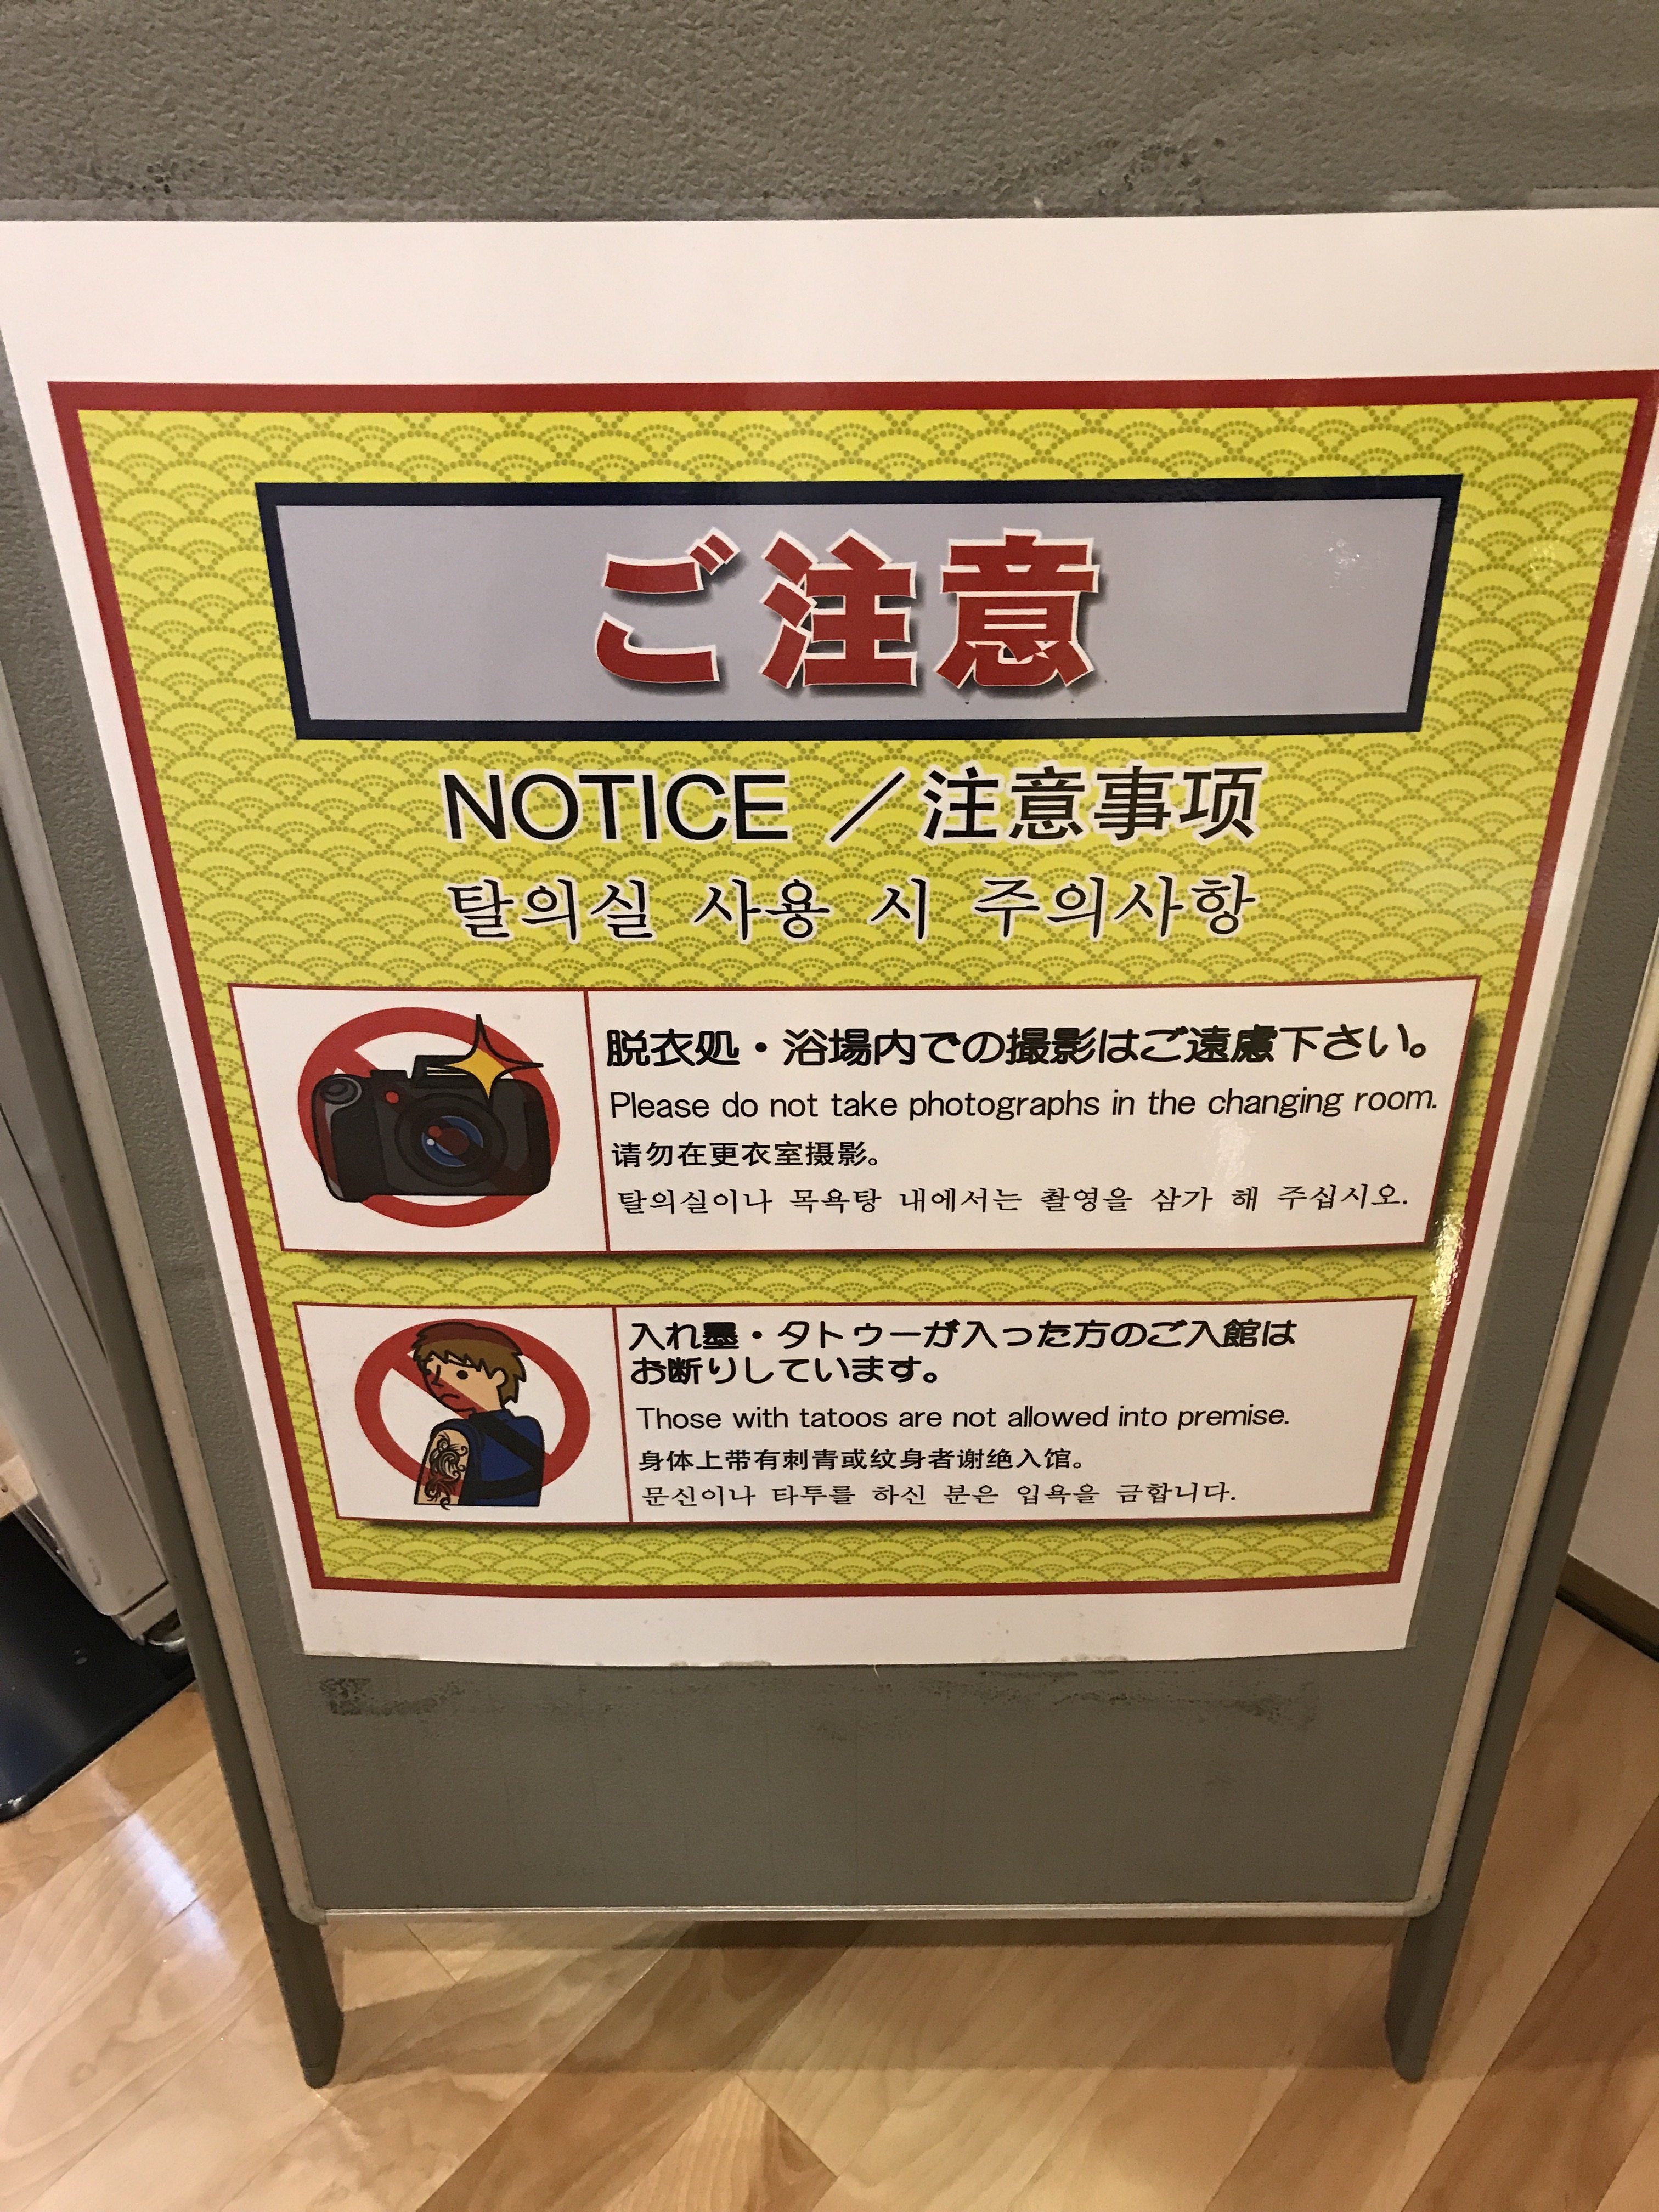 ご注意
NOTICE ／注意事项
탈의실 사용 시 주의사항
脱衣処・浴場内での撮影はご遠慮下さい。
Please do not take photographs in the changing room.
请勿在更衣室摄影。
탈의실이나 목욕탕 내에서는 촬영을 삼가 해 주십시오.
入れ墨・タトゥーが入った方のご入館は
お断りしています。
Those with tatoos are not allowed into premise.
身体上带有刺青或纹身者谢绝入馆。
문신이나 타투를 하신 분은 입욕을 금합니다.